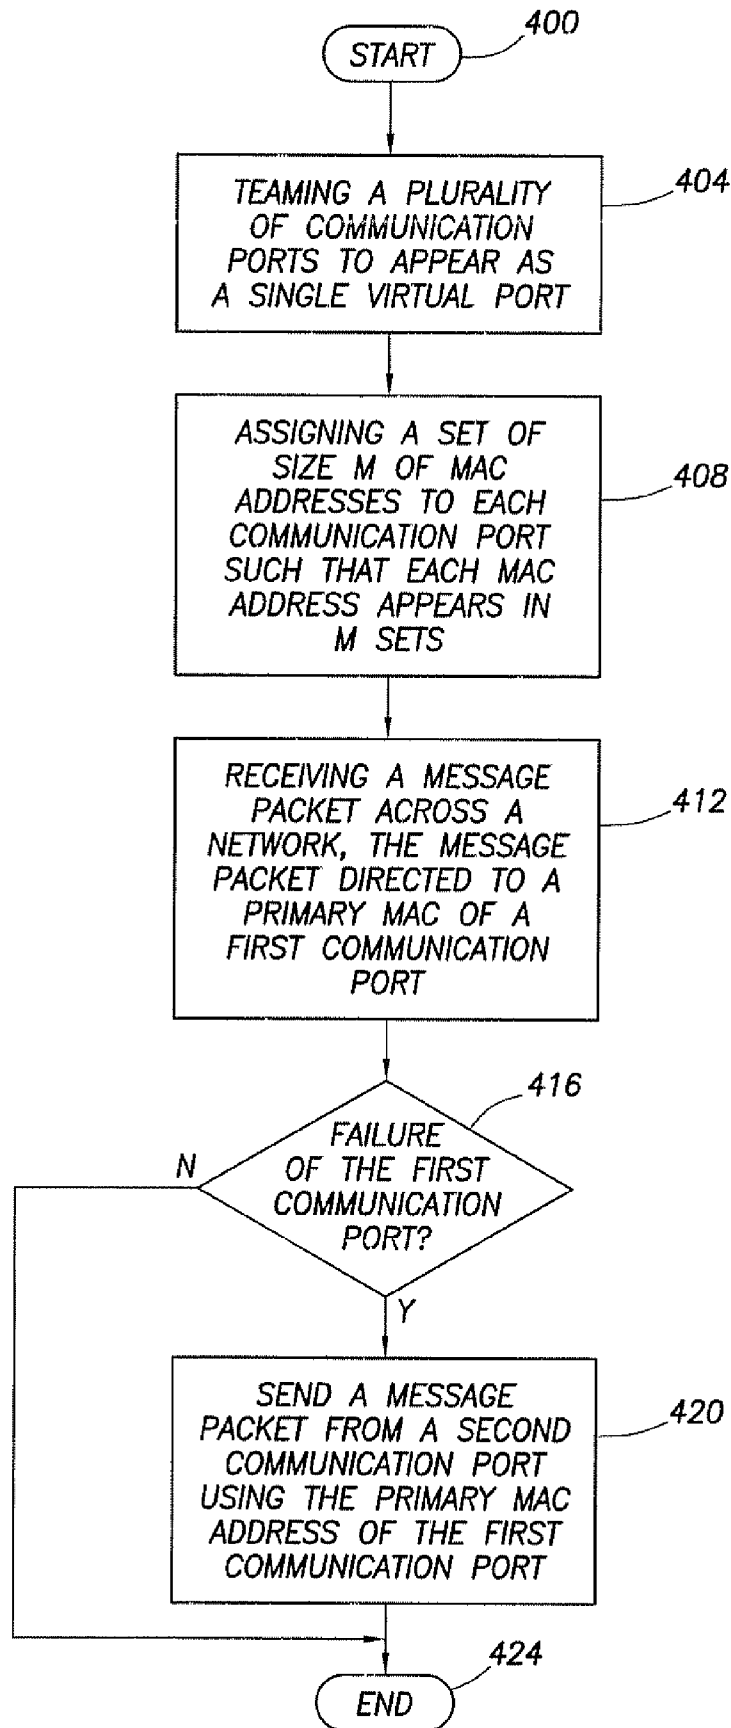 START
400
TEAMING A PLURALITY
OF COMMUNICATION
PORTS TO APPEAR AS
A SINGLE VIRTUAL PORT
404
ASSIGNING A SET OF
SIZE M OF MAC
ADDRESSES TO EACH
COMMUNICATION PORT
SUCH THAT EACH MAC
ADDRESS APPEARS IN
M SETS
408
RECEIVING A MESSAGE
PACKET ACROSS A
NETWORK, THE MESSAGE
PACKET DIRECTED TO A
PRIMARY MAC OF A
FIRST COMMUNICATION
PORT
412
FAILURE
OF THE FIRST
COMMUNICATION
PORT?
416
N
Y
SEND A MESSAGE
PACKET FROM A SECOND
COMMUNICATION PORT
USING THE PRIMARY MAC
ADDRESS OF THE FIRST
COMMUNICATION PORT
420
END
424